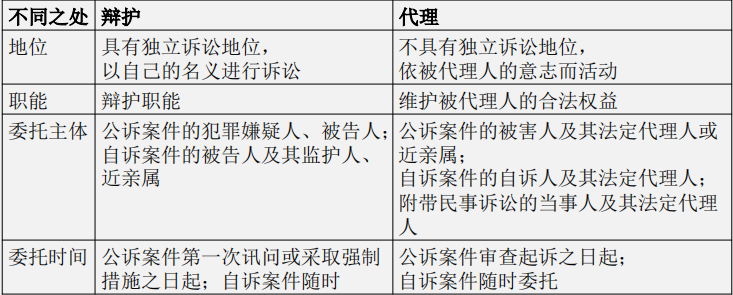 不同之处 辩护 代理
地位 具有独立诉讼地位，
以自己的名义进行诉讼
不具有独立诉讼地位，
依被代理人的意志而活动
职能 辩护职能 维护被代理人的合法权益
委托主体 公诉案件的犯罪嫌疑人、被告人；
自诉案件的被告人及其监护人、
近亲属
公诉案件的被害人及其法定代理人或
近亲属；
自诉案件的自诉人及其法定代理人；
附带民事诉讼的当事人及其法定代理
人
委托时间 公诉案件第一次讯问或采取强制
措施之日起；自诉案件随时
公诉案件审查起诉之日起；
自诉案件随时委托